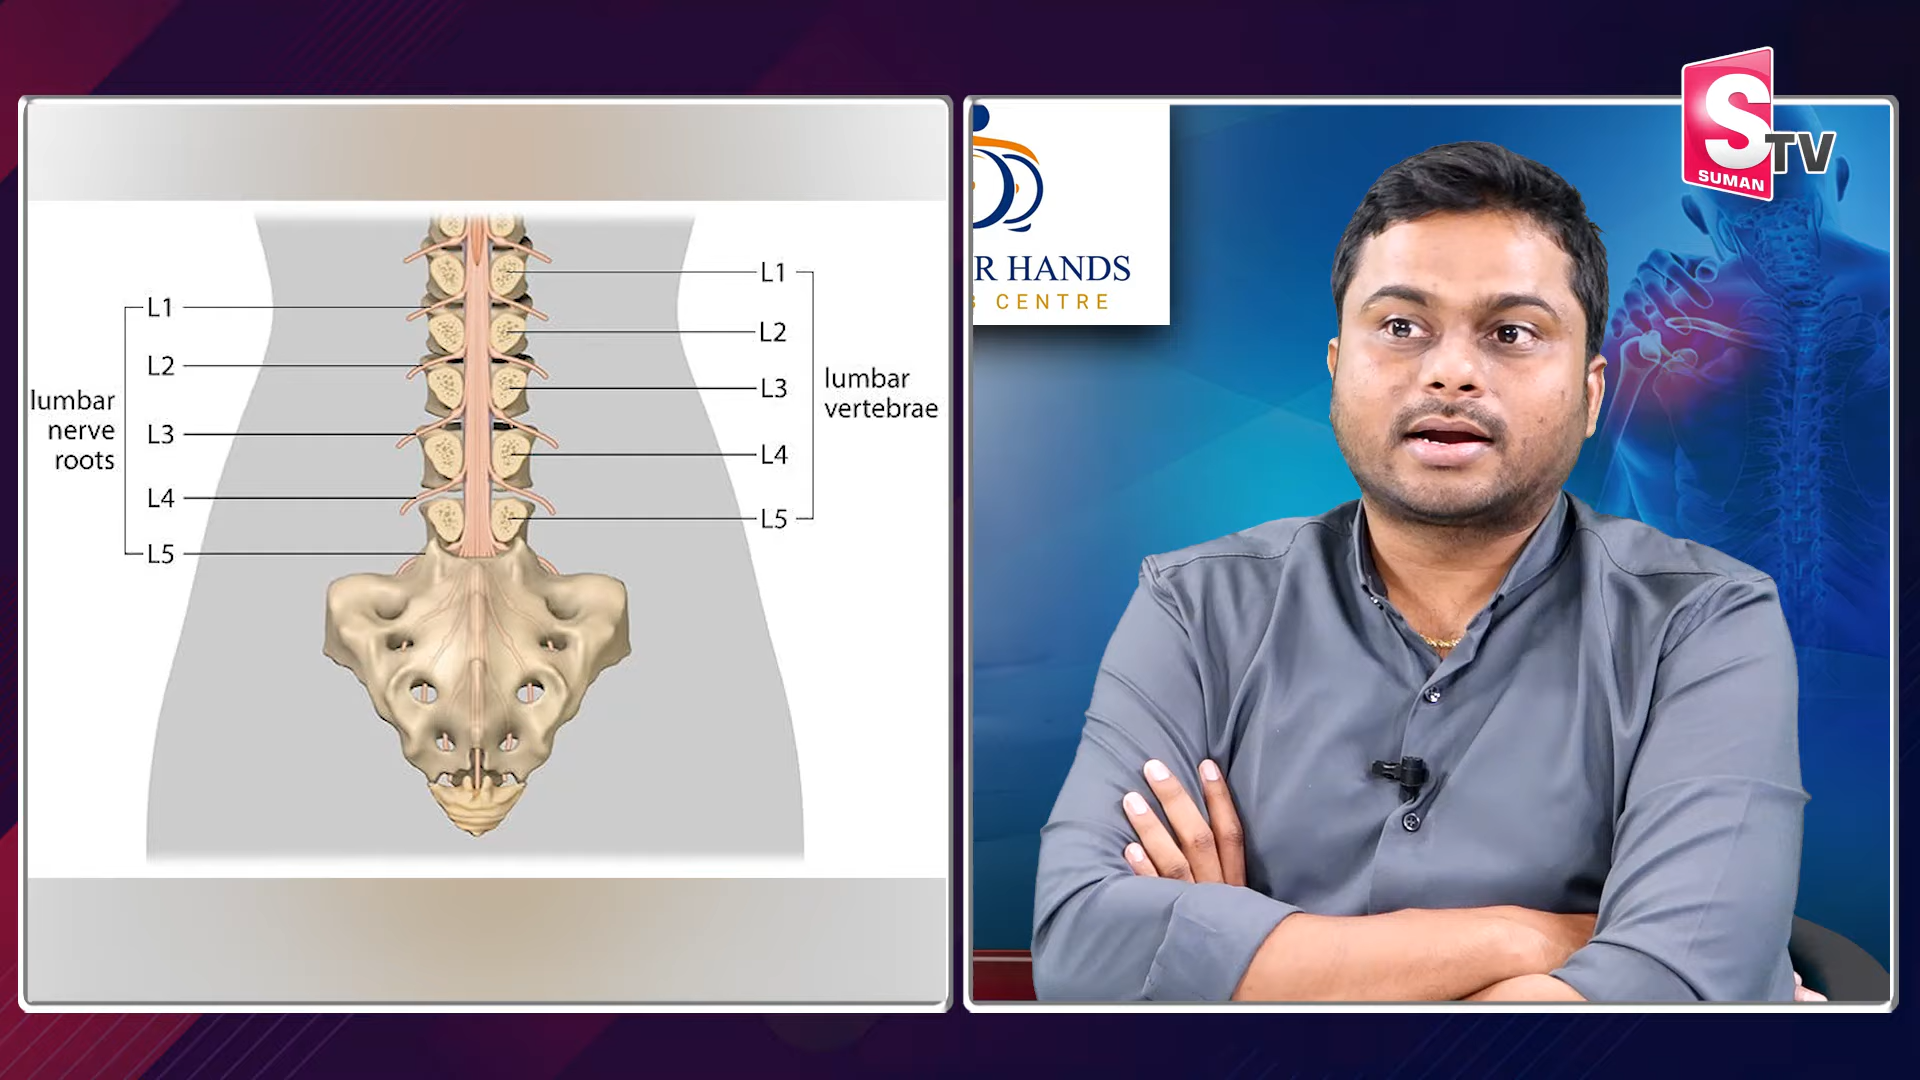 L1
L2
L3
L4
L5
lumbar
nerve
roots
L1
L2
L3
L4
L5
lumbar
vertebrae
R HANDS
CENTRE
S
TV
SUMAN